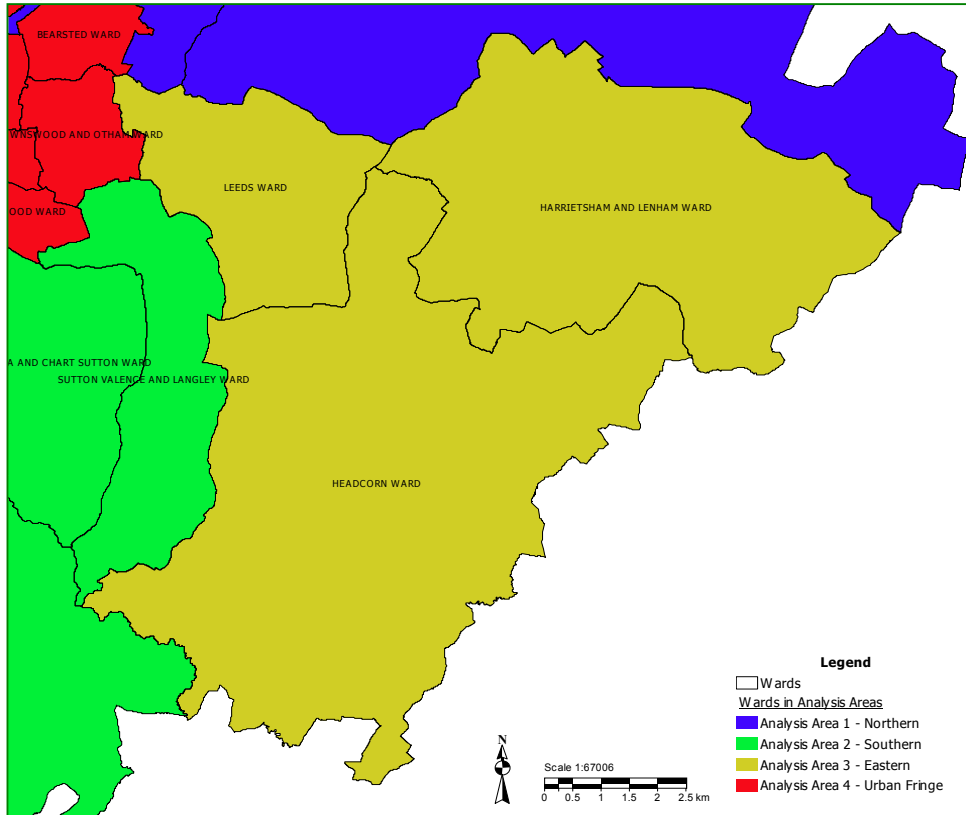 BEARSTED WARD
WNSWOOD AND OTHAM WARD
LEEDS WARD
OOD WARD
HARRIETSHAM AND LENHAM WARD
A AND CHART SUTTON WARD
SUTTON VALENCE AND LANGLEY WARD
HEADCORN WARD
Legend
Wards
Wards in Analysis Areas
Analysis Area 1 - Northern
Analysis Area 2 - Southern
Analysis Area 3 - Eastern
Analysis Area 4 - Urban Fringe
N
Scale 1:67006
0 0.5 1 1.5 2 2.5 km